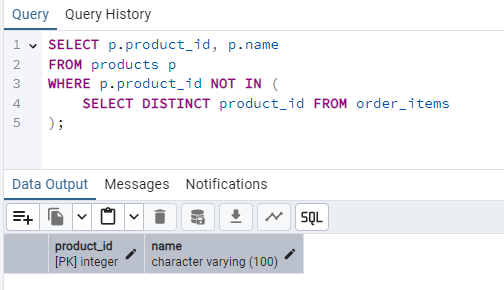 Query Query History
1 SELECT p.product_id, p.name
2 FROM products p
3 WHERE p.product_id NOT IN (
4 SELECT DISTINCT product_id FROM order_items
5 );
Data Output Messages Notifications
SQL
product_id name
[PK] integer character varying (100)